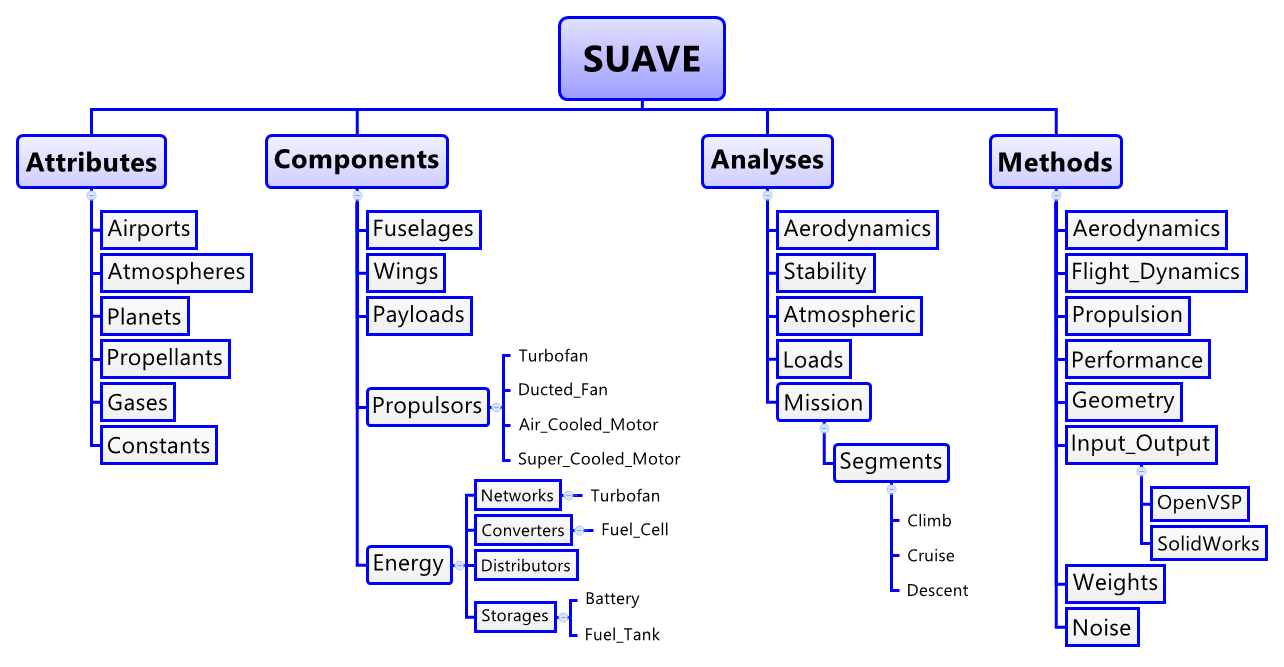 SUAVE
Attributes
Airports
Atmospheres
Planets
Propellants
Gases
Constants
Components
Fuselages
Wings
Payloads
Propulsors
Turbofan
Ducted_Fan
Air_Cooled_Motor
Super_Cooled_Motor
Energy
Networks
Turbofan
Converters
Fuel_Cell
Distributors
Storages
Battery
Fuel_Tank
Analyses
Aerodynamics
Stability
Atmospheric
Loads
Mission
Segments
Climb
Cruise
Descent
Methods
Aerodynamics
Flight_Dynamics
Propulsion
Performance
Geometry
Input_Output
OpenVSP
SolidWorks
Weights
Noise